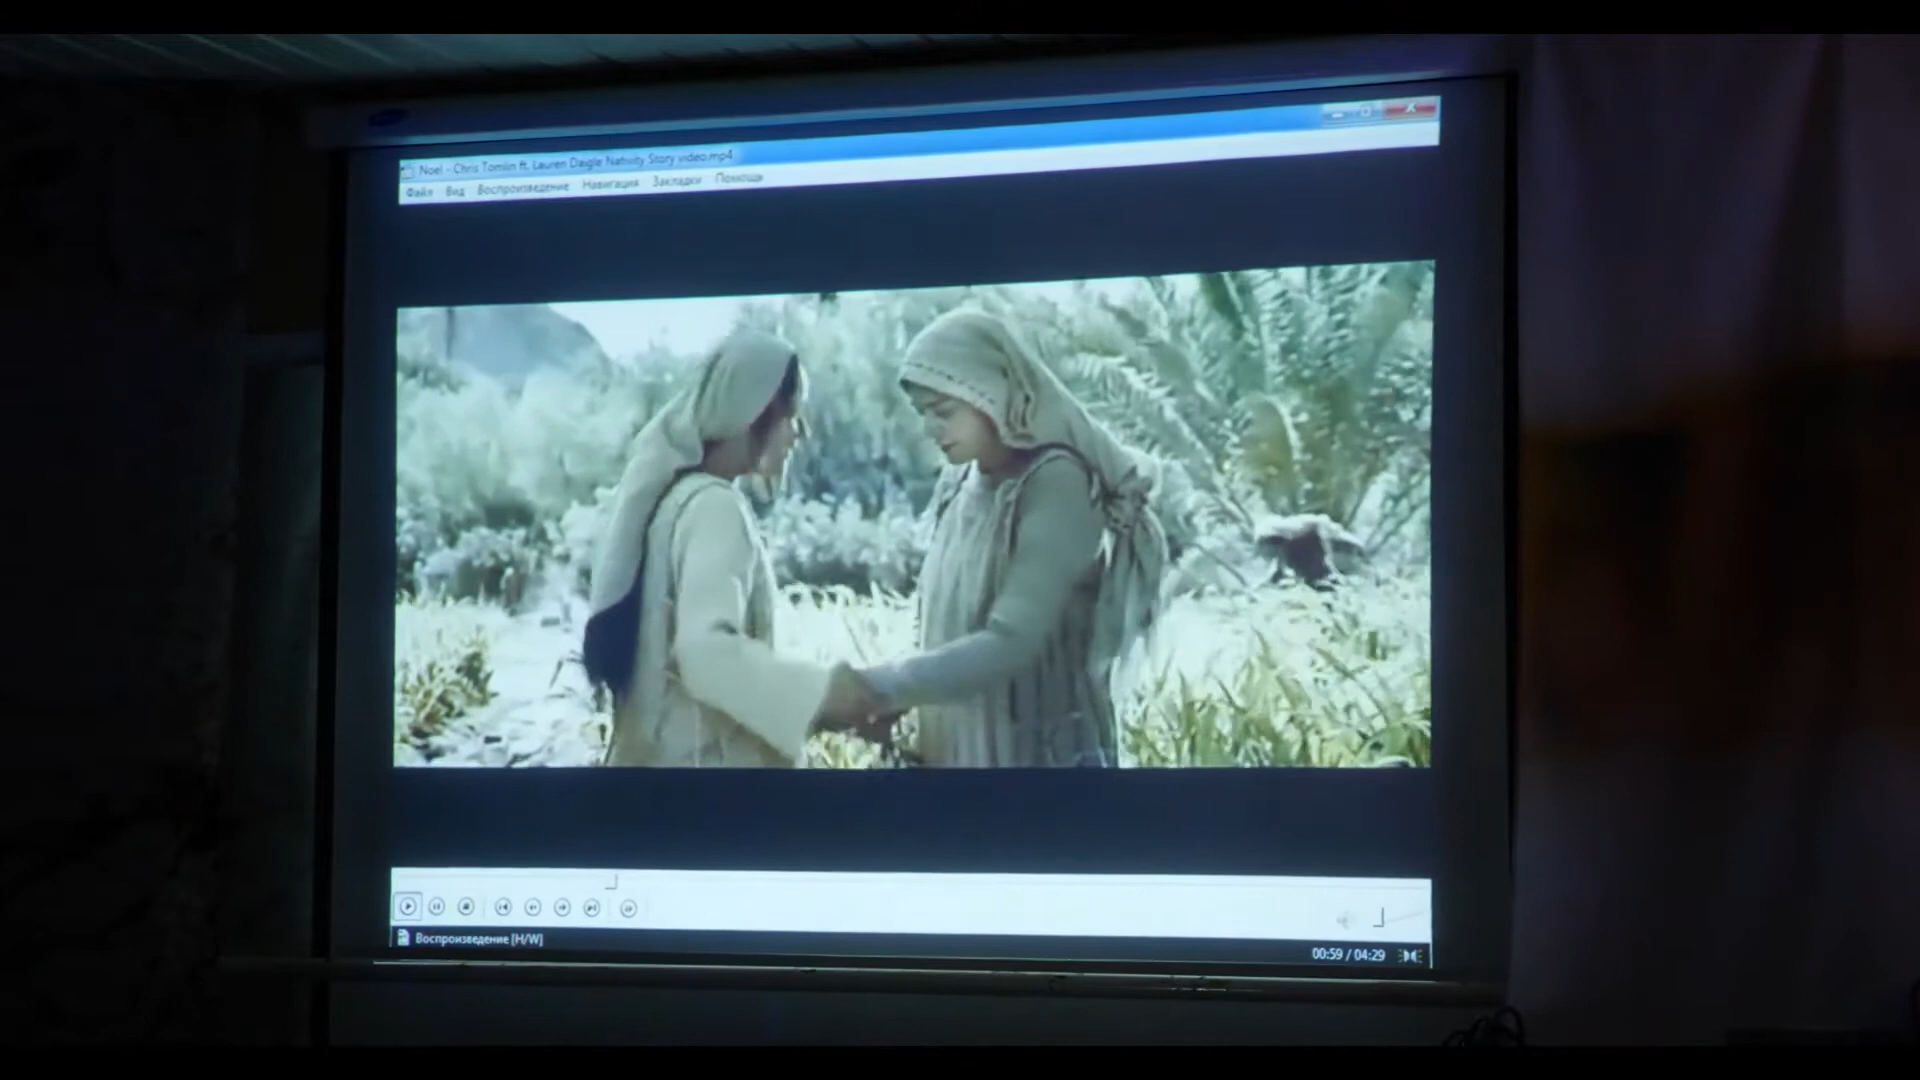 Noel - Chris Tomlin ft. Lauren Daigle Nativity Story video.mp4
Файл Вид Воспроизведение Навигация Закладки Помощь
Воспроизведение [H/W]
00:59 / 04:29